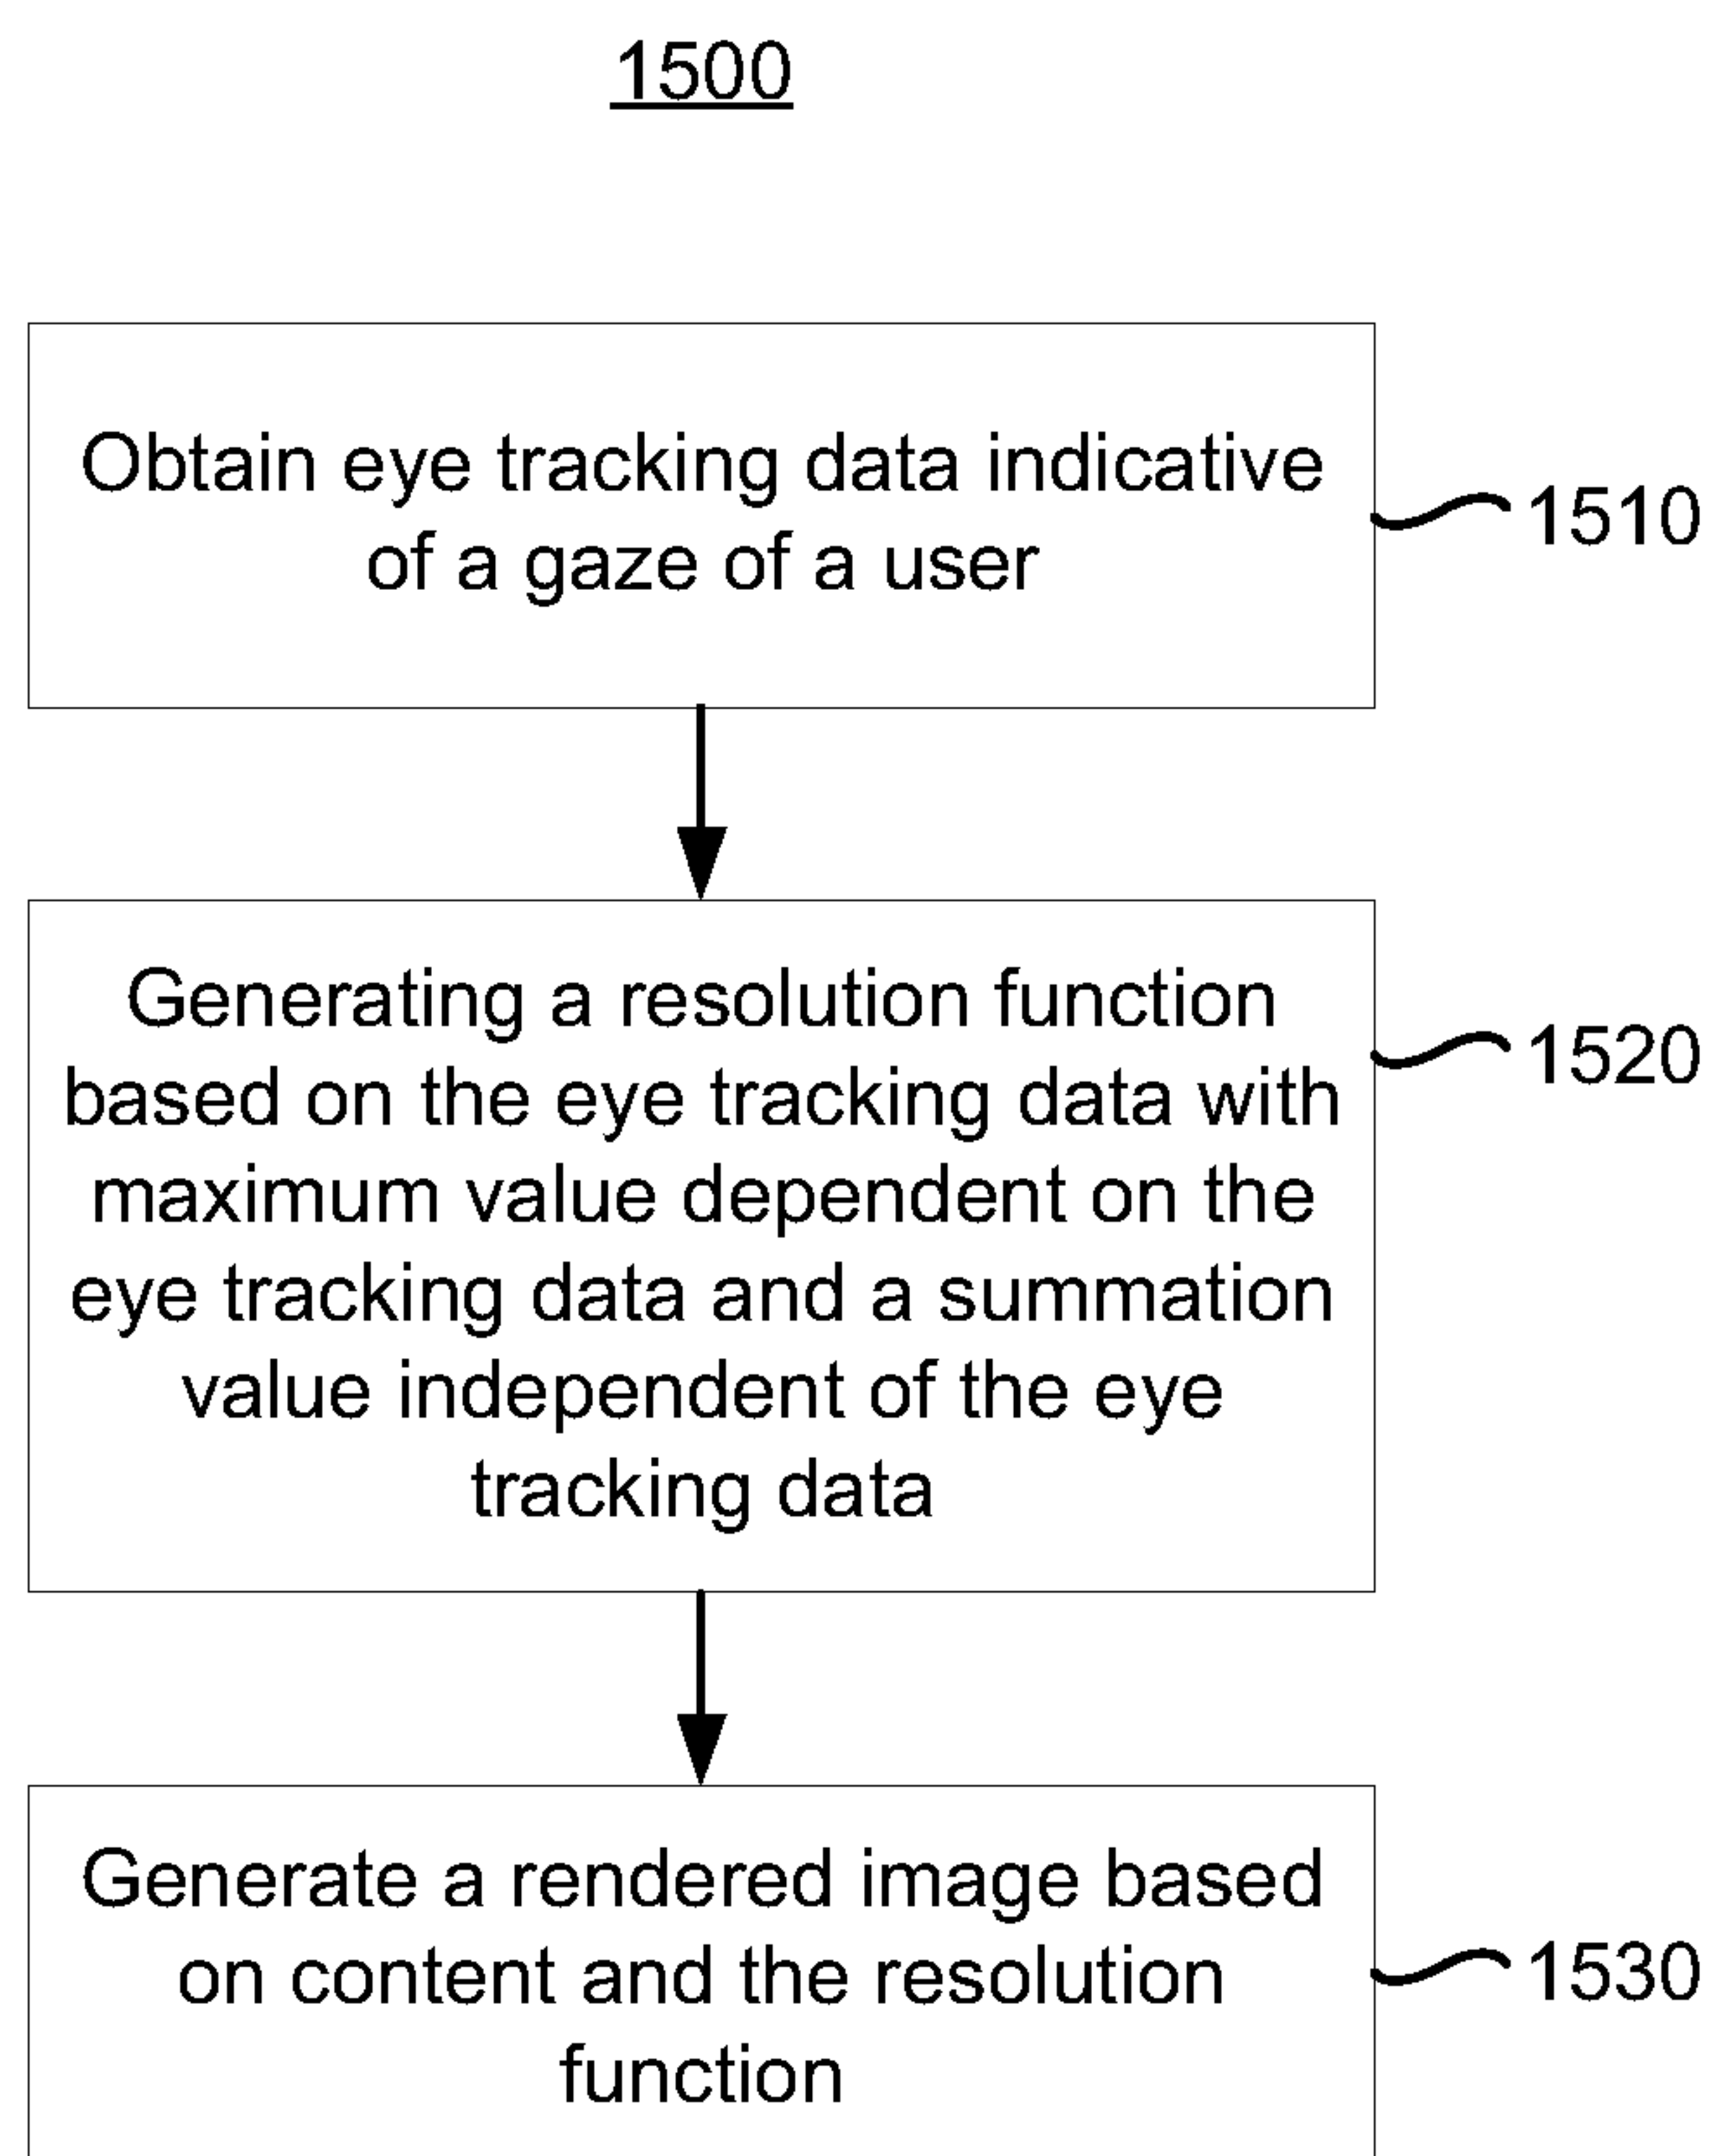 1500
Obtain eye tracking data indicative
of a gaze of a user
1510
Generating a resolution function
based on the eye tracking data with
maximum value dependent on the
eye tracking data and a summation
value independent of the eye
tracking data
1520
Generate a rendered image based
on content and the resolution
function
1530